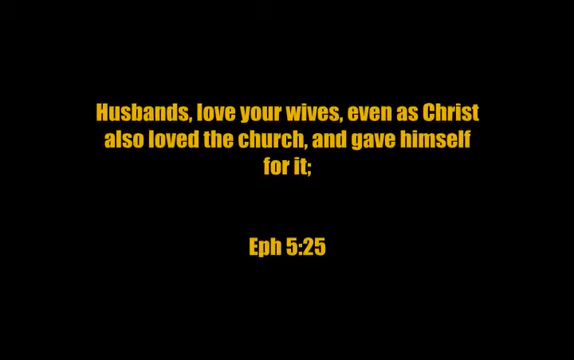 Husbands, love your wives, even as Christ
also loved the church, and gave himself
for it;
Eph 5:25